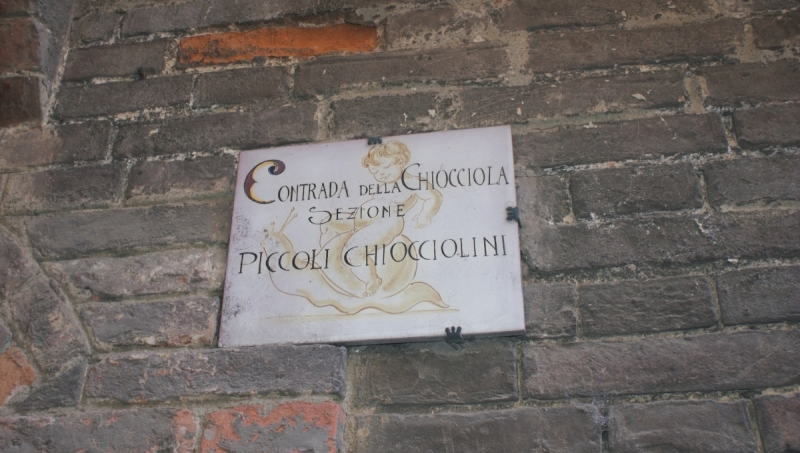 CONTRADA DELLA CHIOCCIOLA
SEZIONE
PICCOLI CHIOCCIOLINI